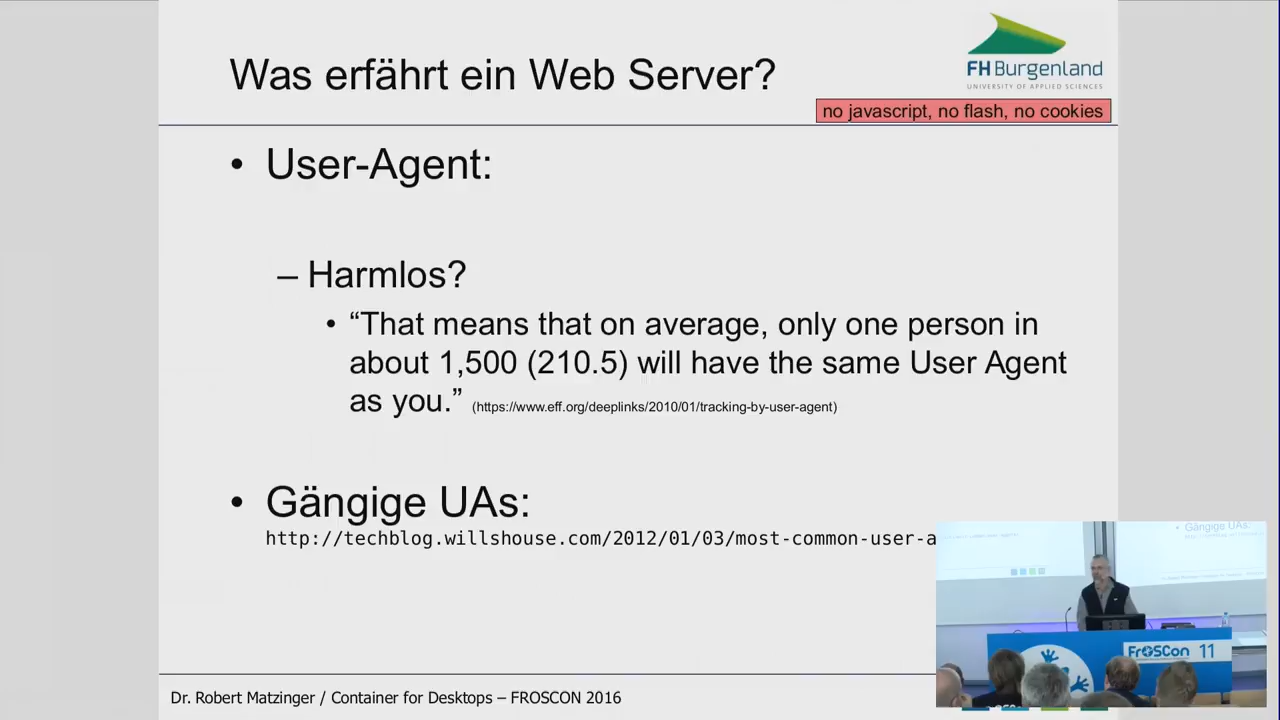 Was erfährt ein Web Server?
FH Burgenland
UNIVERSITY OF APPLIED SCIENCES
no javascript, no flash, no cookies
• User-Agent:
– Harmlos?
• “That means that on average, only one person in
about 1,500 (210.5) will have the same User Agent
as you.” (https://www.eff.org/deeplinks/2010/01/tracking-by-user-agent)
• Gängige UAs:
http://techblog.willshouse.com/2012/01/03/most-common-user-a
• Gängige UAs:
FrOSCon 11
Dr. Robert Matzinger / Container for Desktops – FROSCON 2016